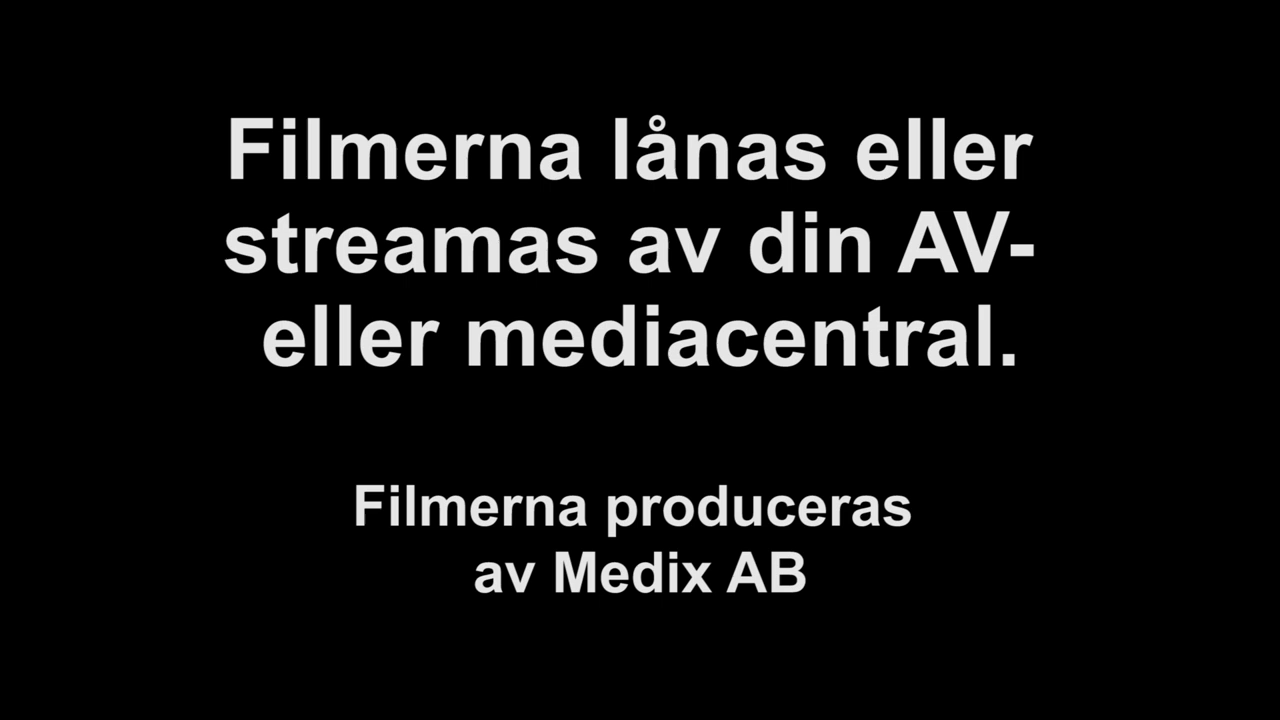 Filmerna lånas eller
streamas av din AV-
eller mediacentral.
Filmerna produceras
av Medix AB